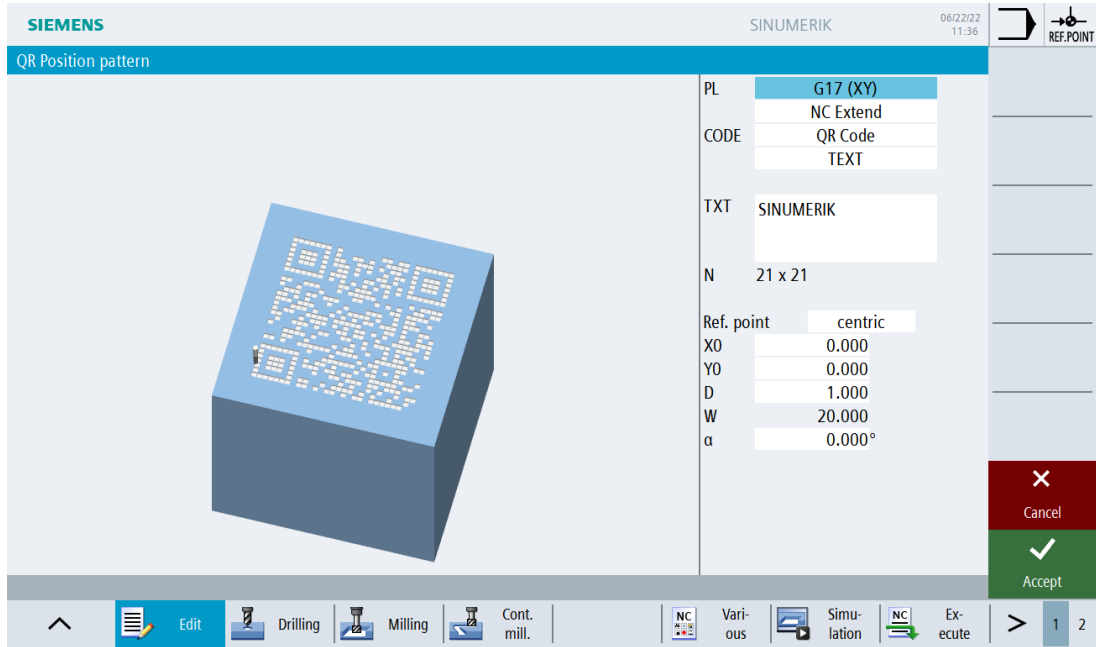 SIEMENS
SINUMERIK
06/22/22
11:36
REF.POINT
QR Position pattern
PL G17 (XY)
NC Extend
CODE QR Code
TEXT
TXT SINUMERIK
N 21 x 21
Ref. point centric
X0 0.000
Y0 0.000
D 1.000
W 20.000
α 0.000°
Cancel
Accept
Edit
Drilling
Milling
Cont.
mill.
NC
Vari-
ous
Simu-
lation
NC
Ex-
ecute
> 1 2